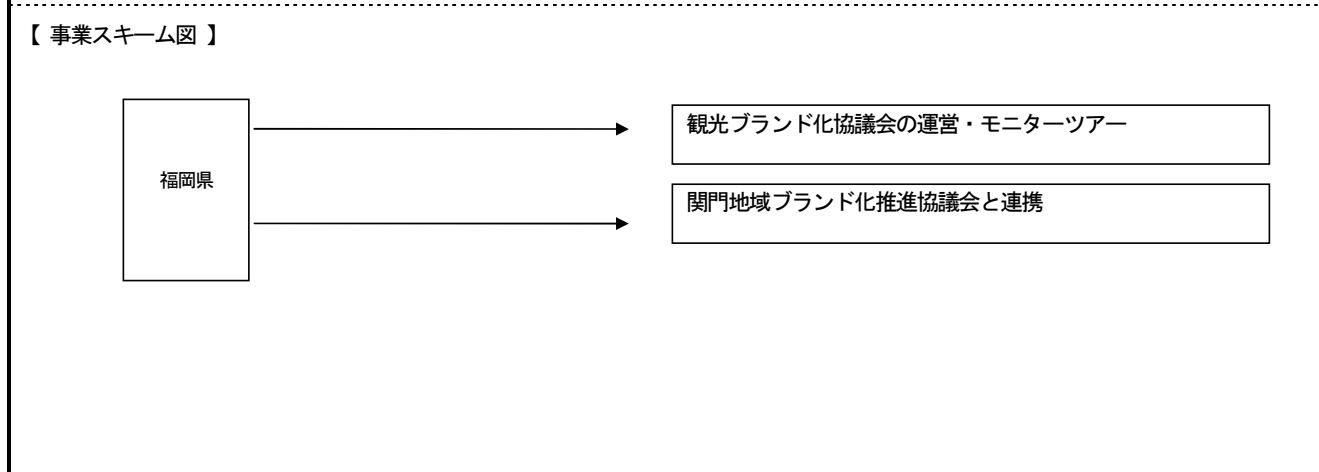 【 事業スキーム図 】
観光ブランド化協議会の運営・モニターツアー
福岡県
関門地域ブランド化推進協議会と連携